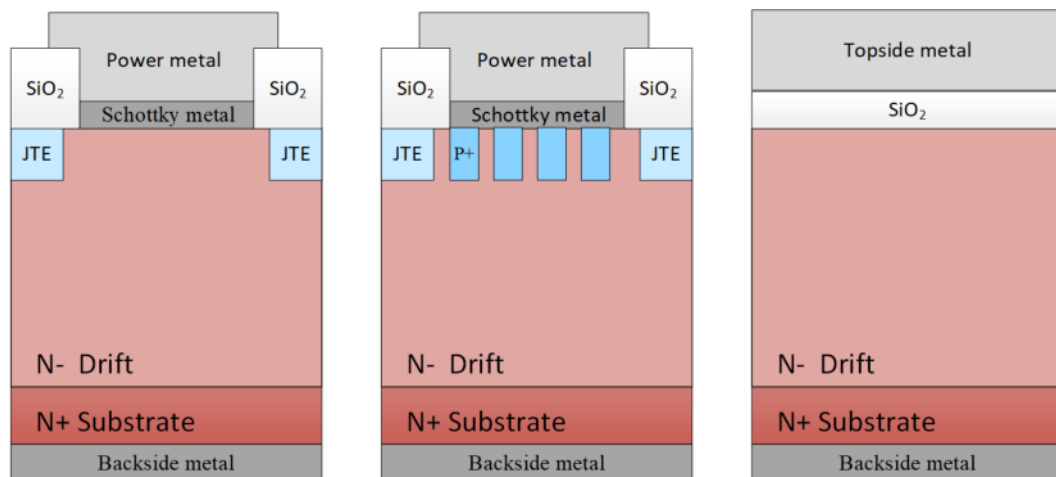 Power metal
SiO₂
SiO₂
Schottky metal
JTE
JTE
N- Drift
N+ Substrate
Backside metal
Power metal
SiO₂
SiO₂
Schottky metal
JTE
P+
JTE
N- Drift
N+ Substrate
Backside metal
Topside metal
SiO₂
N- Drift
N+ Substrate
Backside metal